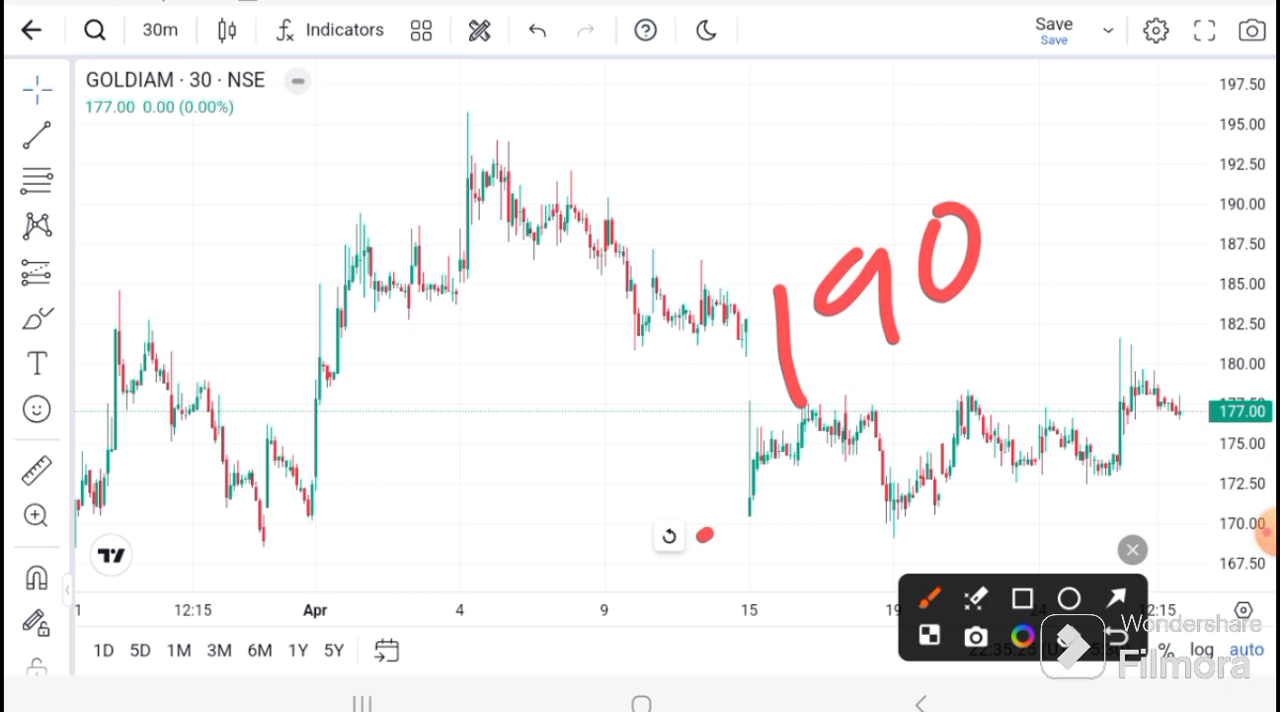 30m Indicators Save
Save
GOLDIAM · 30 · NSE
177.00 0.00 (0.00%)
197.50
195.00
192.50
190.00
187.50
185.00
182.50
180.00
177.00
175.00
172.50
170.00
167.50
190
1 12:15 Apr 4 9 15 19 24 12:15
1D 5D 1M 3M 6M 1Y 5Y % log auto
Wondershare
Filmora